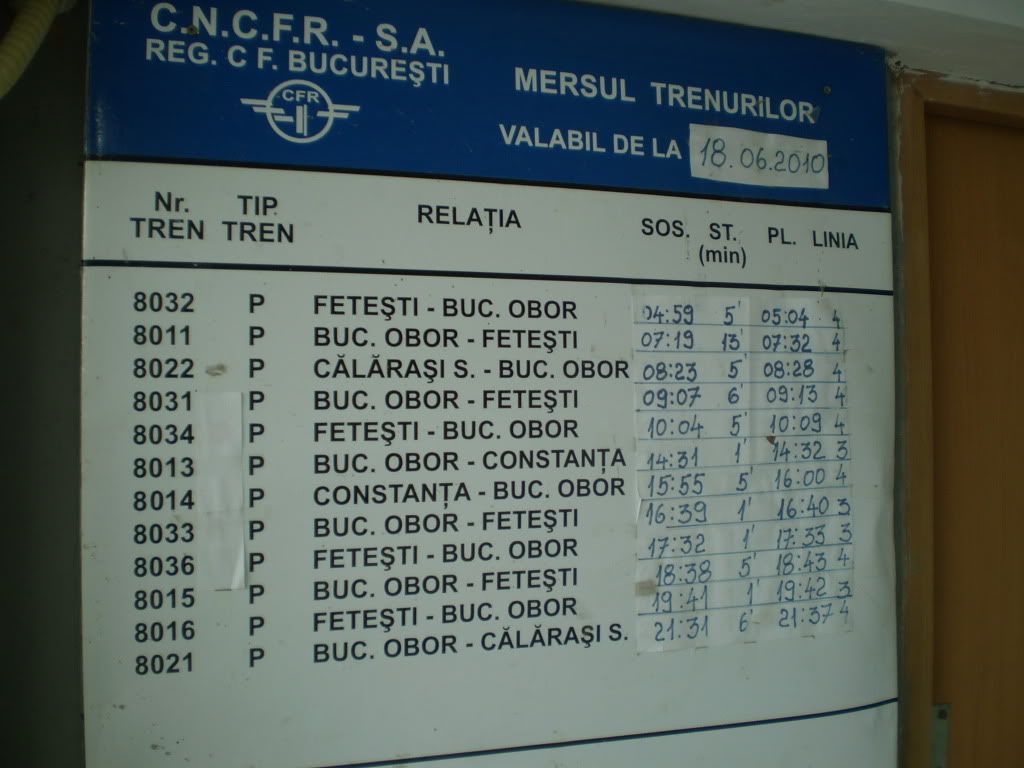 C.N.C.F.R. - S.A.
REG. C F. BUCUREŞTI
CFR
MERSUL TRENURILOR
VALABIL DE LA 18.06.2010
Nr. TREN TIP TREN RELAŢIA SOS. ST. (min) PL. LINIA
8032 P FETEŞTI - BUC. OBOR 04:59 5' 05:04 4
8011 P BUC. OBOR - FETEŞTI 07:19 13' 07:32 4
8022 P CĂLĂRAŞI S. - BUC. OBOR 08:23 5' 08:28 4
8031 P BUC. OBOR - FETEŞTI 09:07 6' 09:13 4
8034 P FETEŞTI - BUC. OBOR 10:04 5' 10:09 4
8013 P BUC. OBOR - CONSTANŢA 14:31 1' 14:32 3
8014 P CONSTANŢA - BUC. OBOR 15:55 5' 16:00 4
8033 P BUC. OBOR - FETEŞTI 16:39 1' 16:40 3
8036 P FETEŞTI - BUC. OBOR 17:32 1' 17:33 3
8015 P BUC. OBOR - FETEŞTI 18:38 5' 18:43 4
8016 P FETEŞTI - BUC. OBOR 19:41 1' 19:42 3
8021 P BUC. OBOR - CĂLĂRAŞI S. 21:31 6' 21:37 4